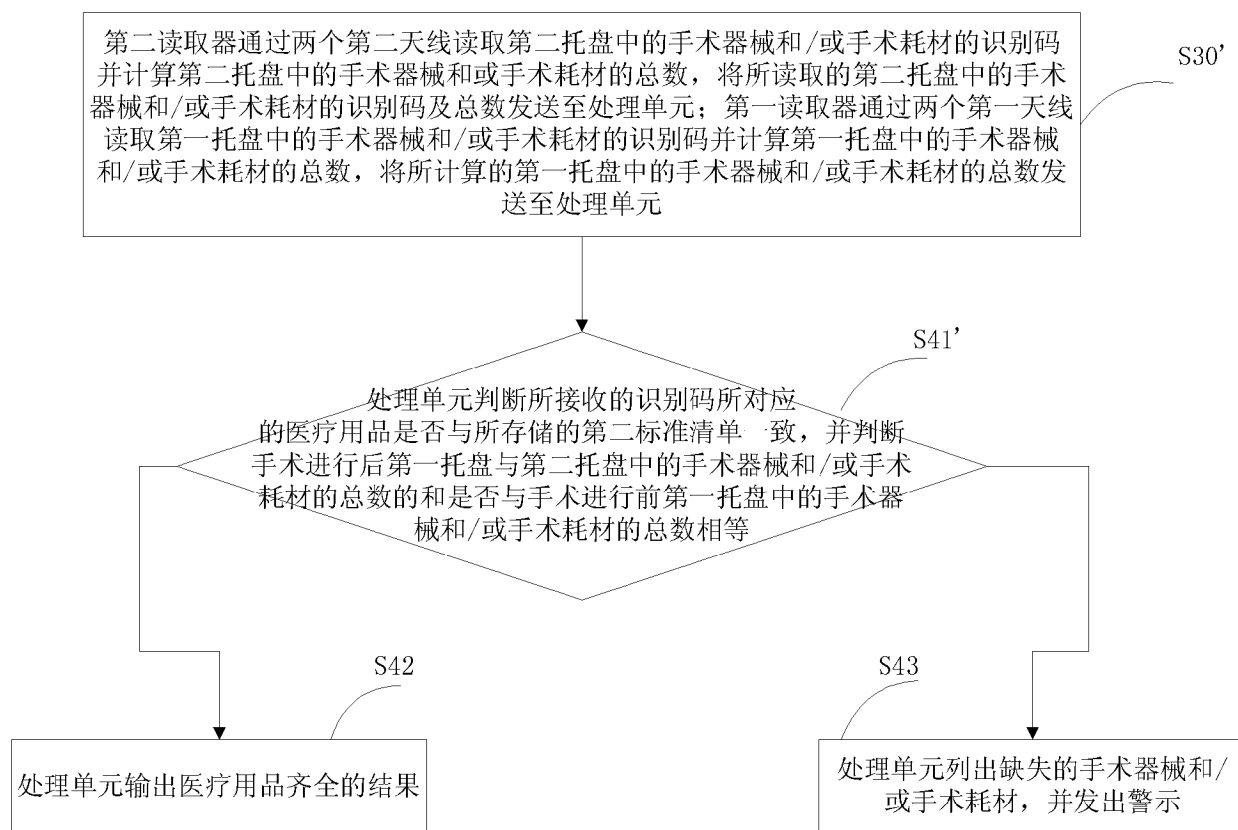 第二读取器通过两个第二天线读取第二托盘中的手术器械和/或手术耗材的识别码
并计算第二托盘中的手术器械和或手术耗材的总数，将所读取的第二托盘中的手术
器械和/或手术耗材的识别码及总数发送至处理单元；第一读取器通过两个第一天线
读取第一托盘中的手术器械和/或手术耗材的识别码并计算第一托盘中的手术器械
和/或手术耗材的总数，将所计算的第一托盘中的手术器械和/或手术耗材的总数发
送至处理单元
S30’
S41’
处理单元判断所接收的识别码所对应
的医疗用品是否与所存储的第二标准清单一致，并判断
手术进行后第一托盘与第二托盘中的手术器械和/或手术
耗材的总数的和是否与手术进行前第一托盘中的手术器
械和/或手术耗材的总数相等
S42
S43
处理单元输出医疗用品齐全的结果
处理单元列出缺失的手术器械和/
或手术耗材，并发出警示